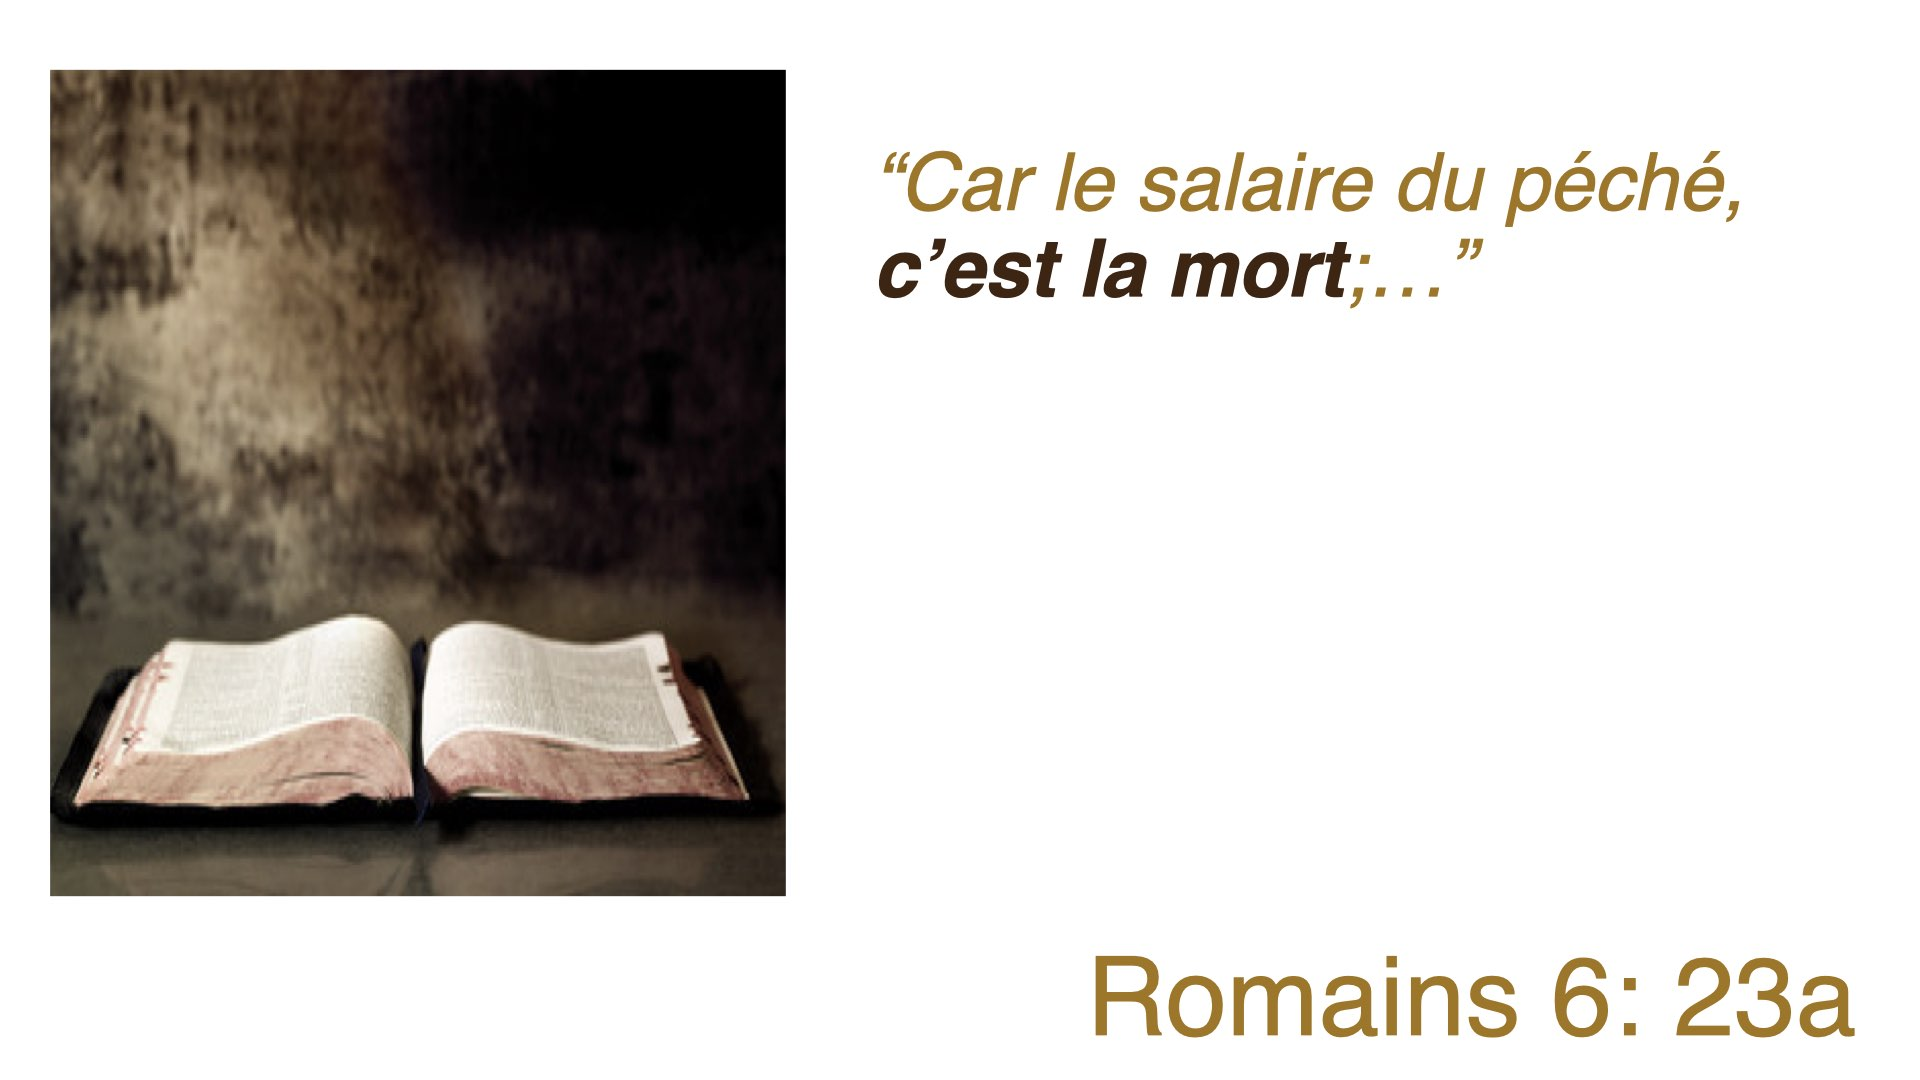 “Car le salaire du péché,
c’est la mort;…”
Romains 6: 23a